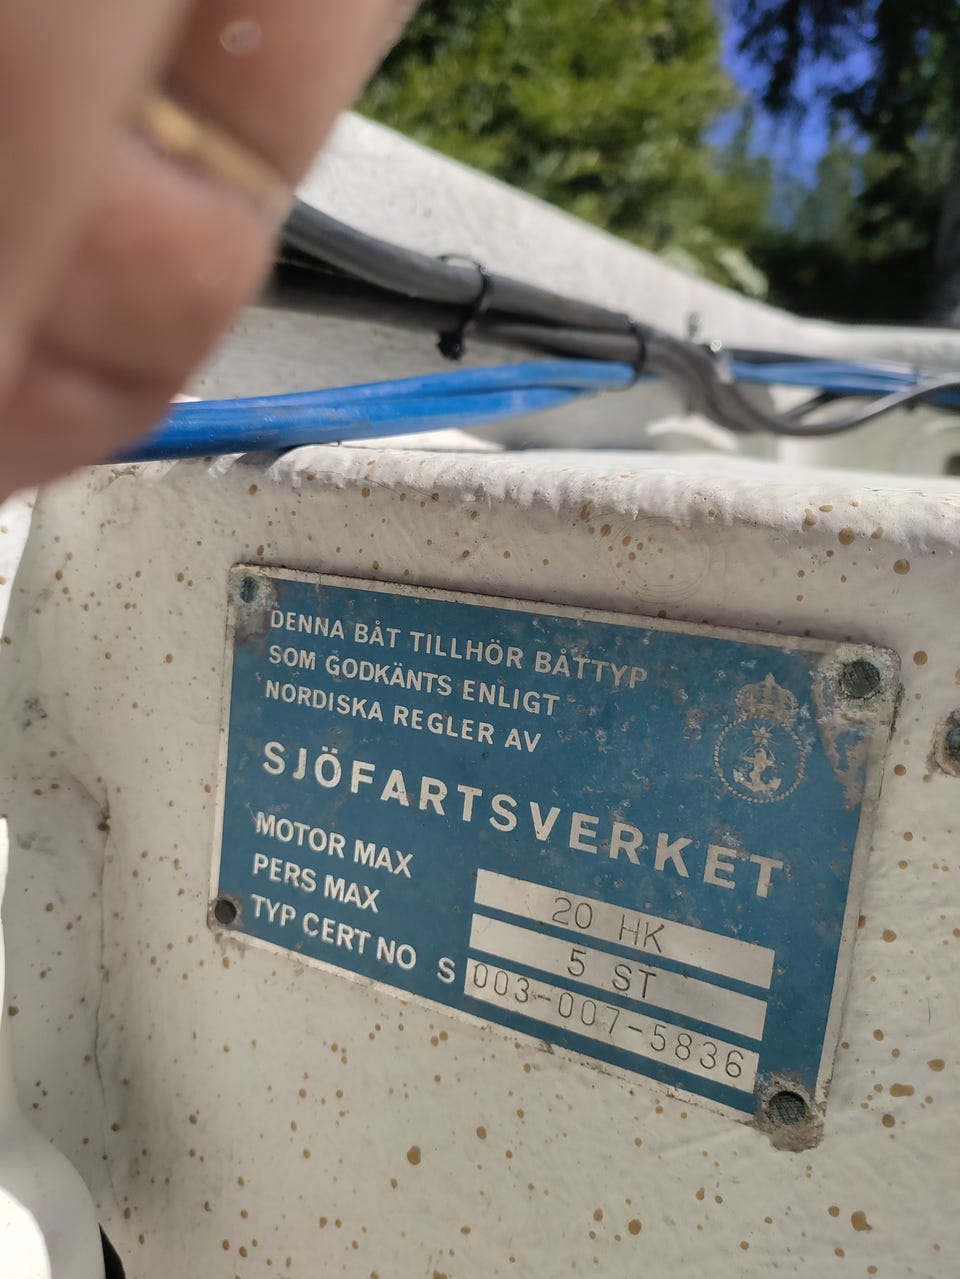 DENNA BÅT TILLHÖR BÅTTYP
SOM GODKÄNTS ENLIGT
NORDISKA REGLER AV
SJÖFARTSVERKET
MOTOR MAX 20 HK
PERS MAX 5 ST
TYP CERT NO S 003-007-5836